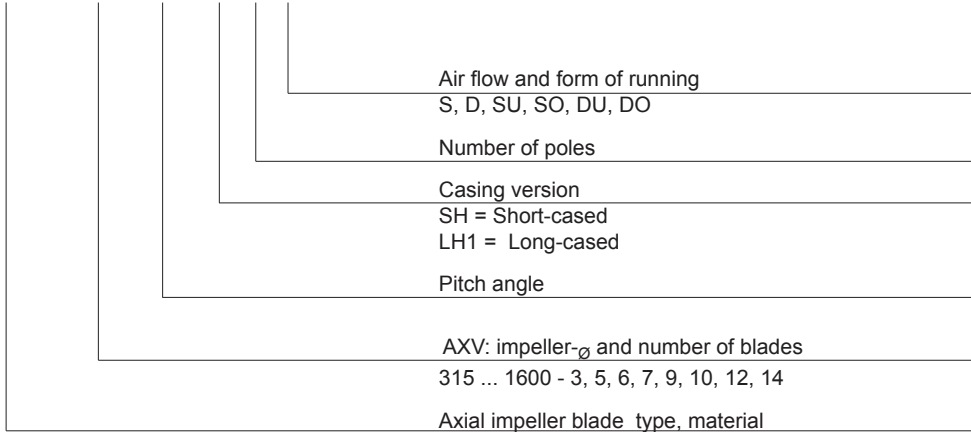 Air flow and form of running
S, D, SU, SO, DU, DO
Number of poles
Casing version
SH = Short-cased
LH1 = Long-cased
Pitch angle
AXV: impeller-Ø and number of blades
315 ... 1600 - 3, 5, 6, 7, 9, 10, 12, 14
Axial impeller blade type, material